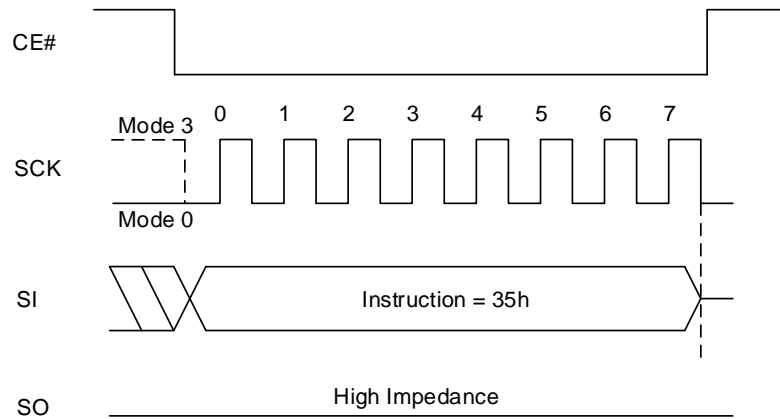 CE#
0 1 2 3 4 5 6 7
Mode 3
SCK
Mode 0
SI
Instruction = 35h
High Impedance
SO